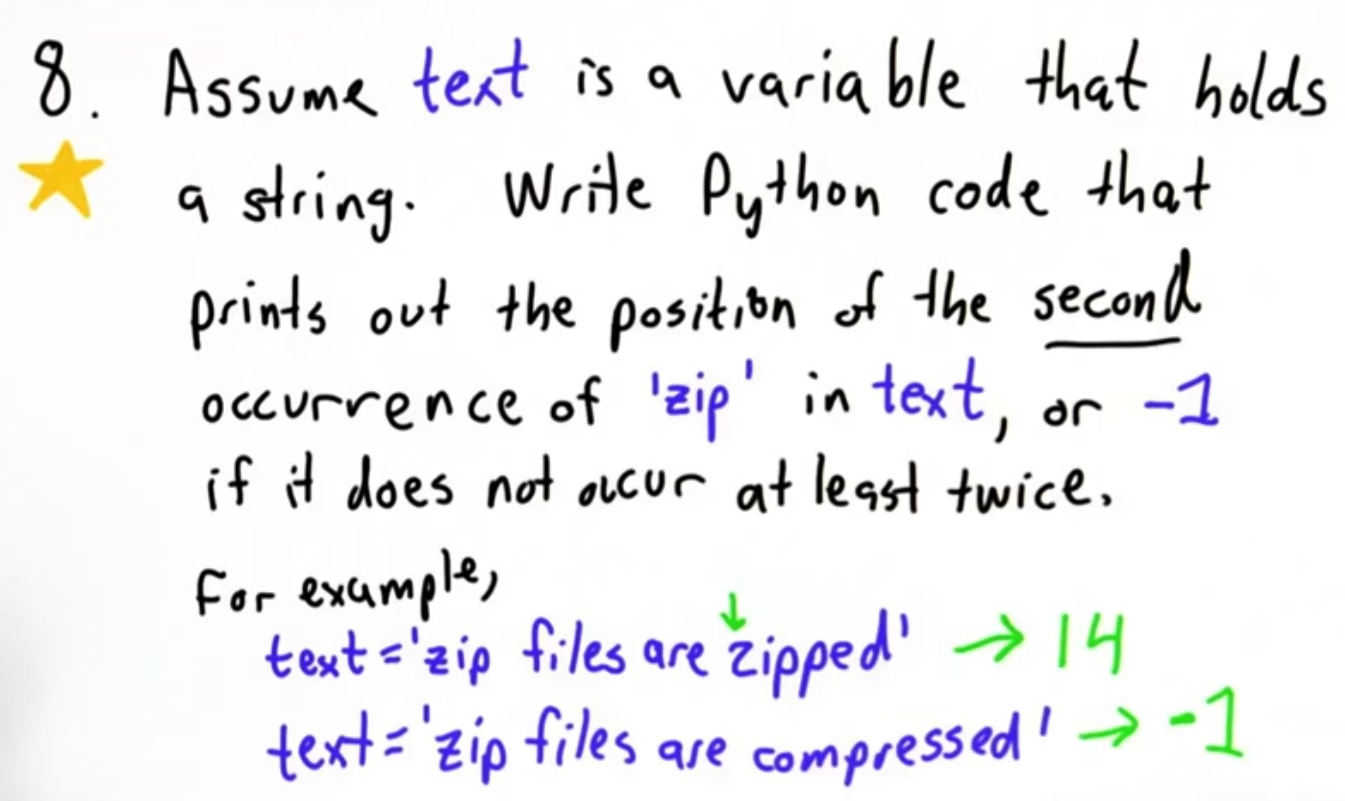 8. Assume text is a variable that holds
a string. Write Python code that
prints out the position of the second
occurrence of 'zip' in text, or -1
if it does not occur at least twice.
For example,
text = 'zip files are zipped' → 14
text = 'zip files are compressed' → -1